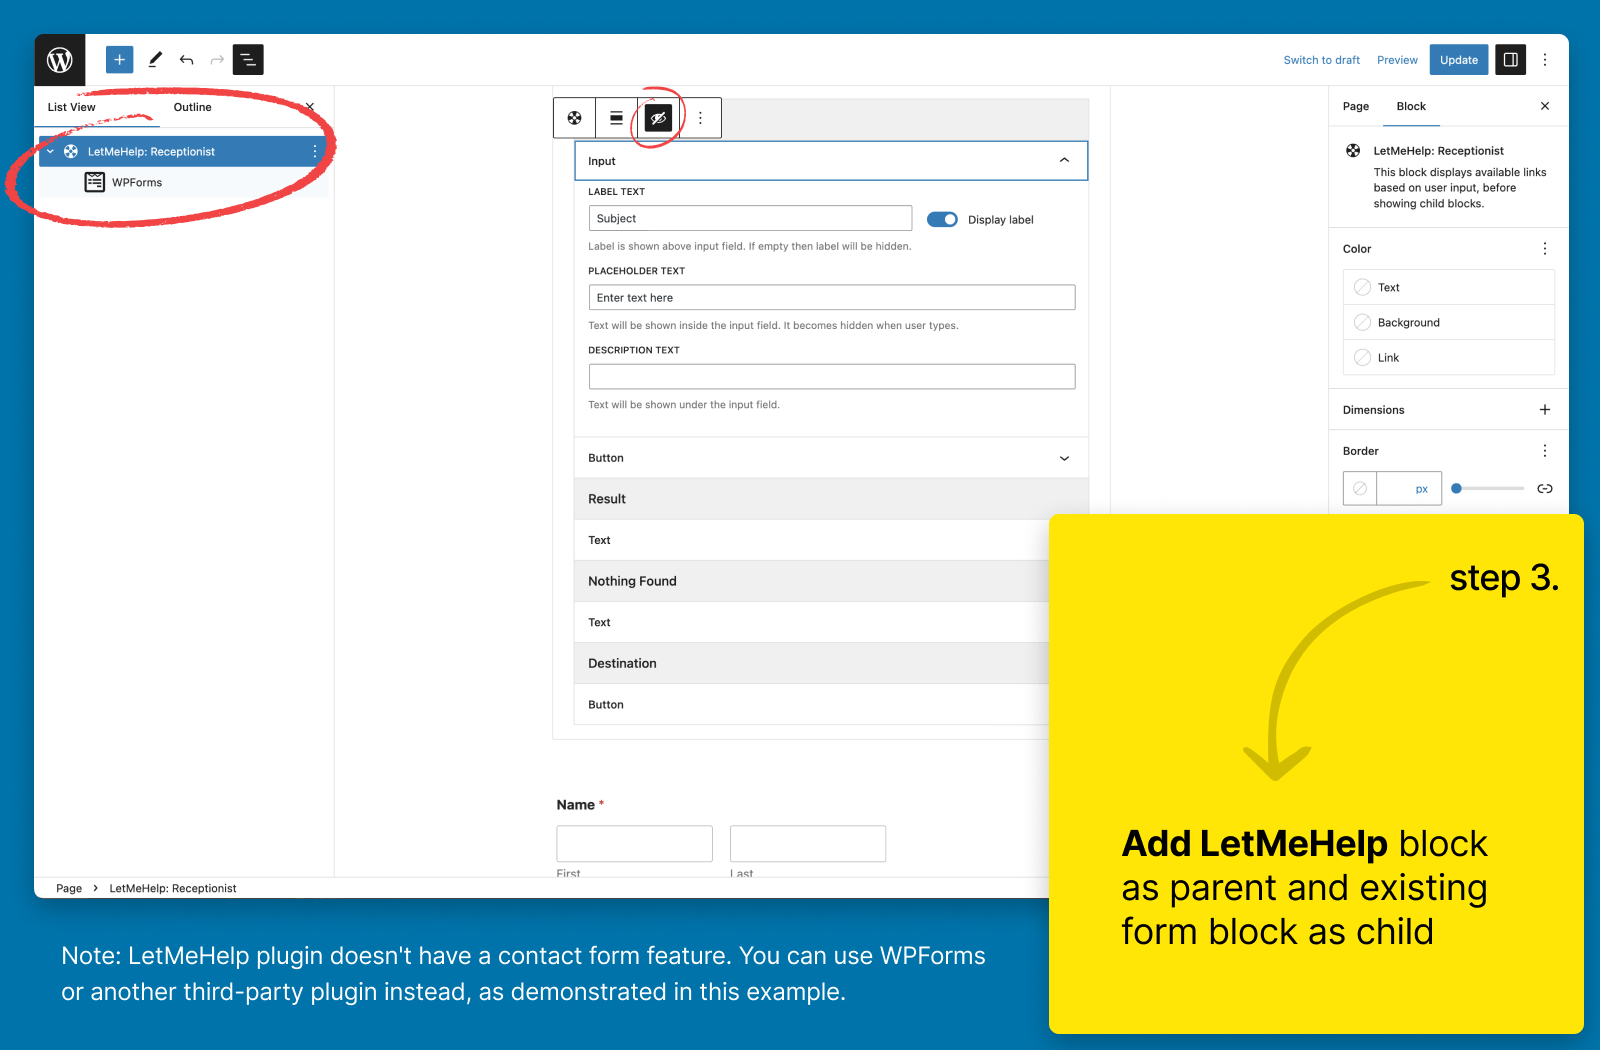 Switch to draft
Preview
Update
List View
Outline
LetMeHelp: Receptionist
WPForms
Input
LABEL TEXT
Subject
Display label
Label is shown above input field. If empty then label will be hidden.
PLACEHOLDER TEXT
Enter text here
Text will be shown inside the input field. It becomes hidden when user types.
DESCRIPTION TEXT
Text will be shown under the input field.
Button
Result
Text
Nothing Found
Text
Destination
Button
Name *
First
Last
Page
Block
LetMeHelp: Receptionist
This block displays available links
based on user input, before
showing child blocks.
Color
Text
Background
Link
Dimensions
Border
px
Page > LetMeHelp: Receptionist
step 3.
Add LetMeHelp block
as parent and existing
form block as child
Note: LetMeHelp plugin doesn't have a contact form feature. You can use WPForms
or another third-party plugin instead, as demonstrated in this example.